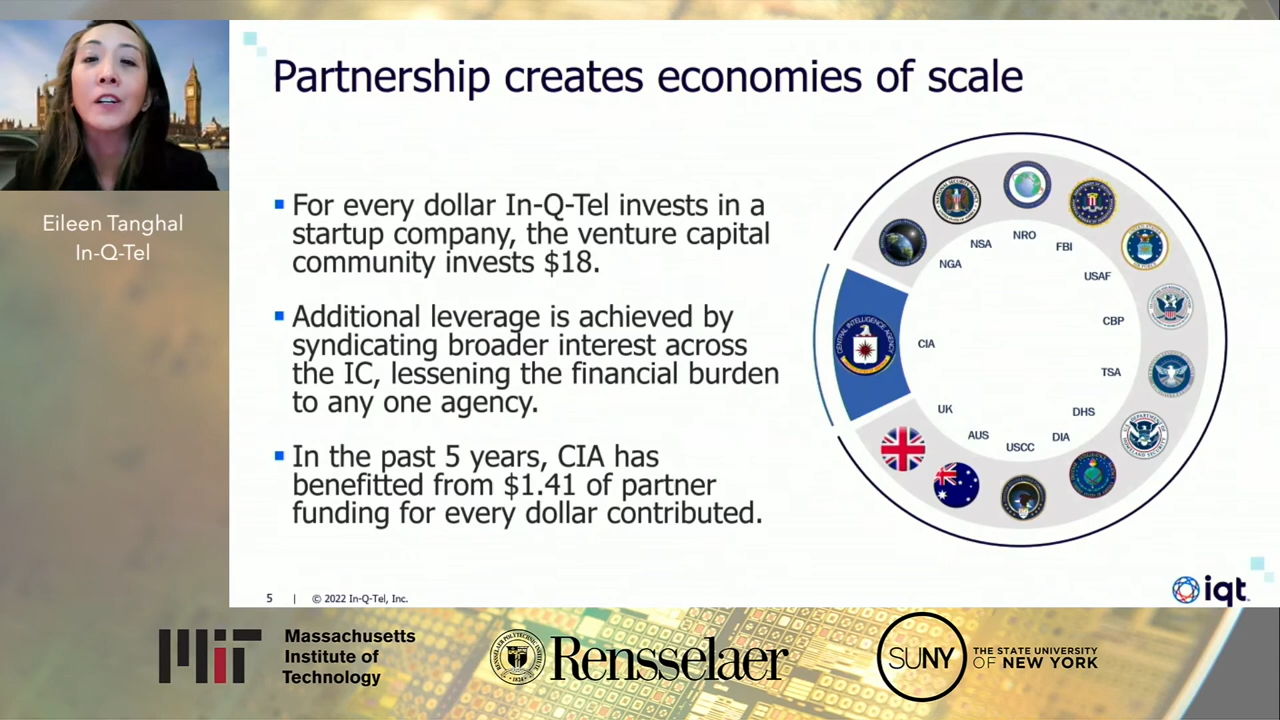 Eileen Tanghal
In-Q-Tel
Partnership creates economies of scale
For every dollar In-Q-Tel invests in a
startup company, the venture capital
community invests $18.
Additional leverage is achieved by
syndicating broader interest across
the IC, lessening the financial burden
to any one agency.
In the past 5 years, CIA has
benefitted from $1.41 of partner
funding for every dollar contributed.
NRO
NSA
FBI
NGA
USAF
CBP
CIA
TSA
UK
DHS
AUS
DIA
USCC
CENTRAL INTELLIGENCE AGENCY
5 | © 2022 In-Q-Tel, Inc.
iqt
MIT
Massachusetts
Institute of
Technology
Rensselaer
SUNY
THE STATE UNIVERSITY
OF NEW YORK